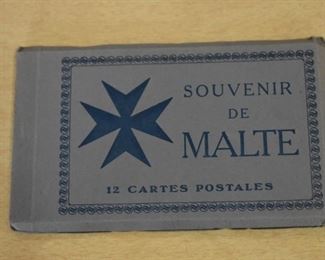 SOUVENIR
DE
MALTE
12 CARTES POSTALES